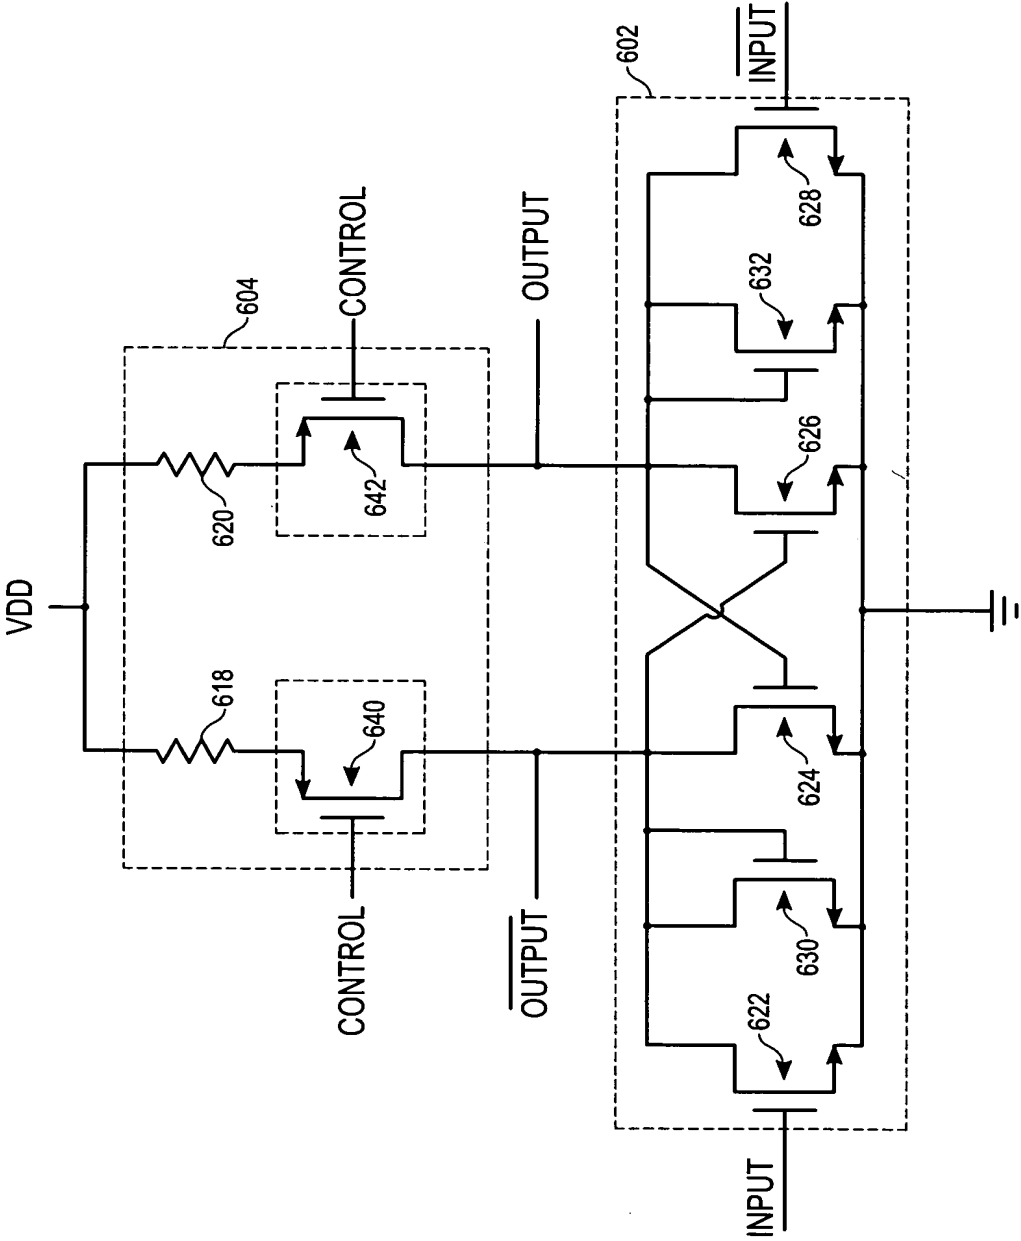 VDD
604
620
618
642
640
CONTROL
CONTROL
OUTPUT
OUTPUT
602
622
630
624
626
632
628
INPUT
INPUT